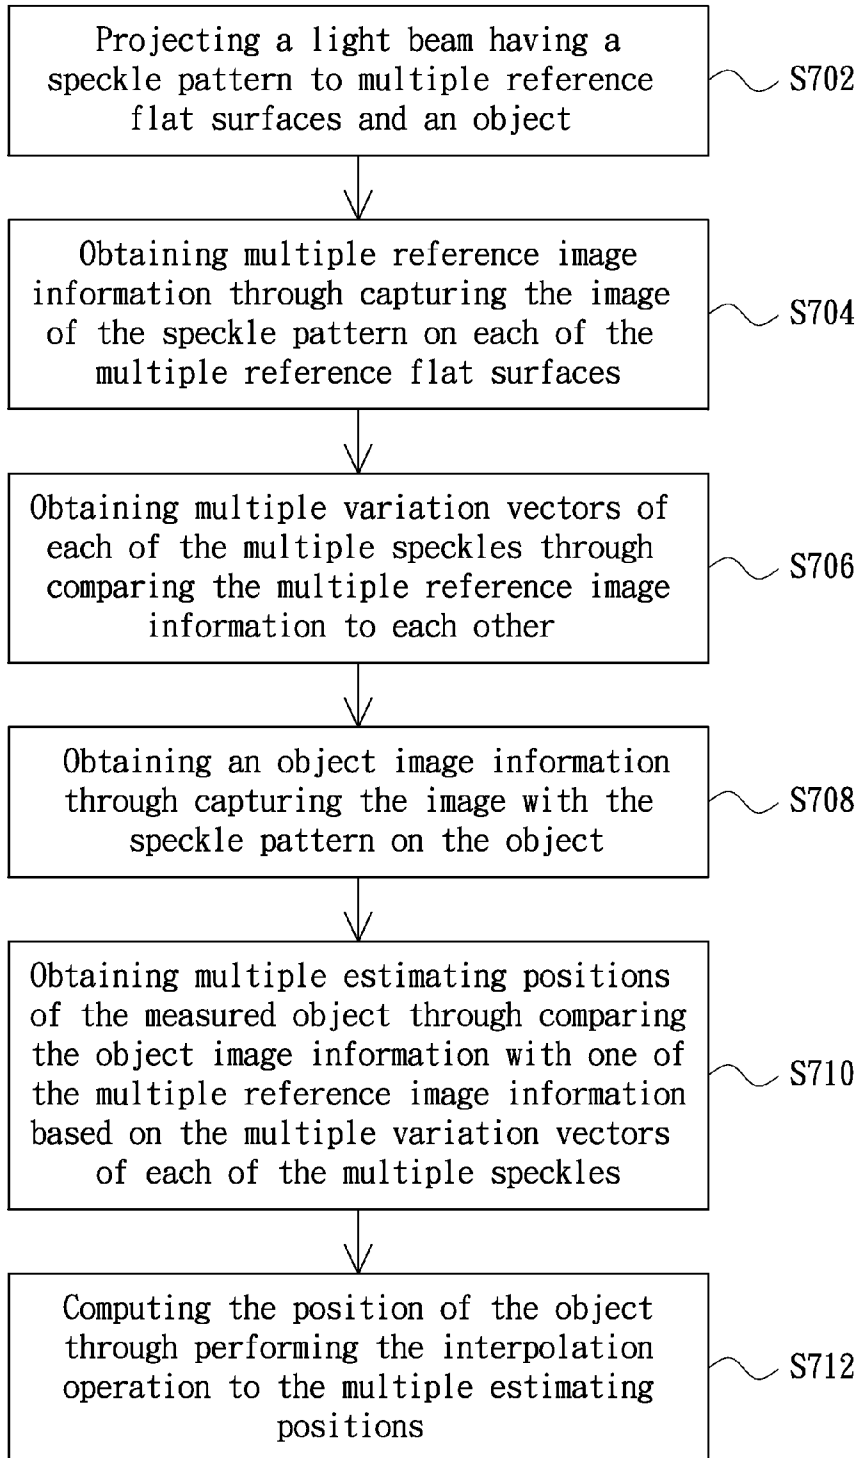 Projecting a light beam having a
speckle pattern to multiple reference
flat surfaces and an object
S702
Obtaining multiple reference image
information through capturing the image
of the speckle pattern on each of the
multiple reference flat surfaces
S704
Obtaining multiple variation vectors of
each of the multiple speckles through
comparing the multiple reference image
information to each other
S706
Obtaining an object image information
through capturing the image with the
speckle pattern on the object
S708
Obtaining multiple estimating positions
of the measured object through comparing
the object image information with one of
the multiple reference image information
based on the multiple variation vectors
of each of the multiple speckles
S710
Computing the position of the object
through performing the interpolation
operation to the multiple estimating
positions
S712